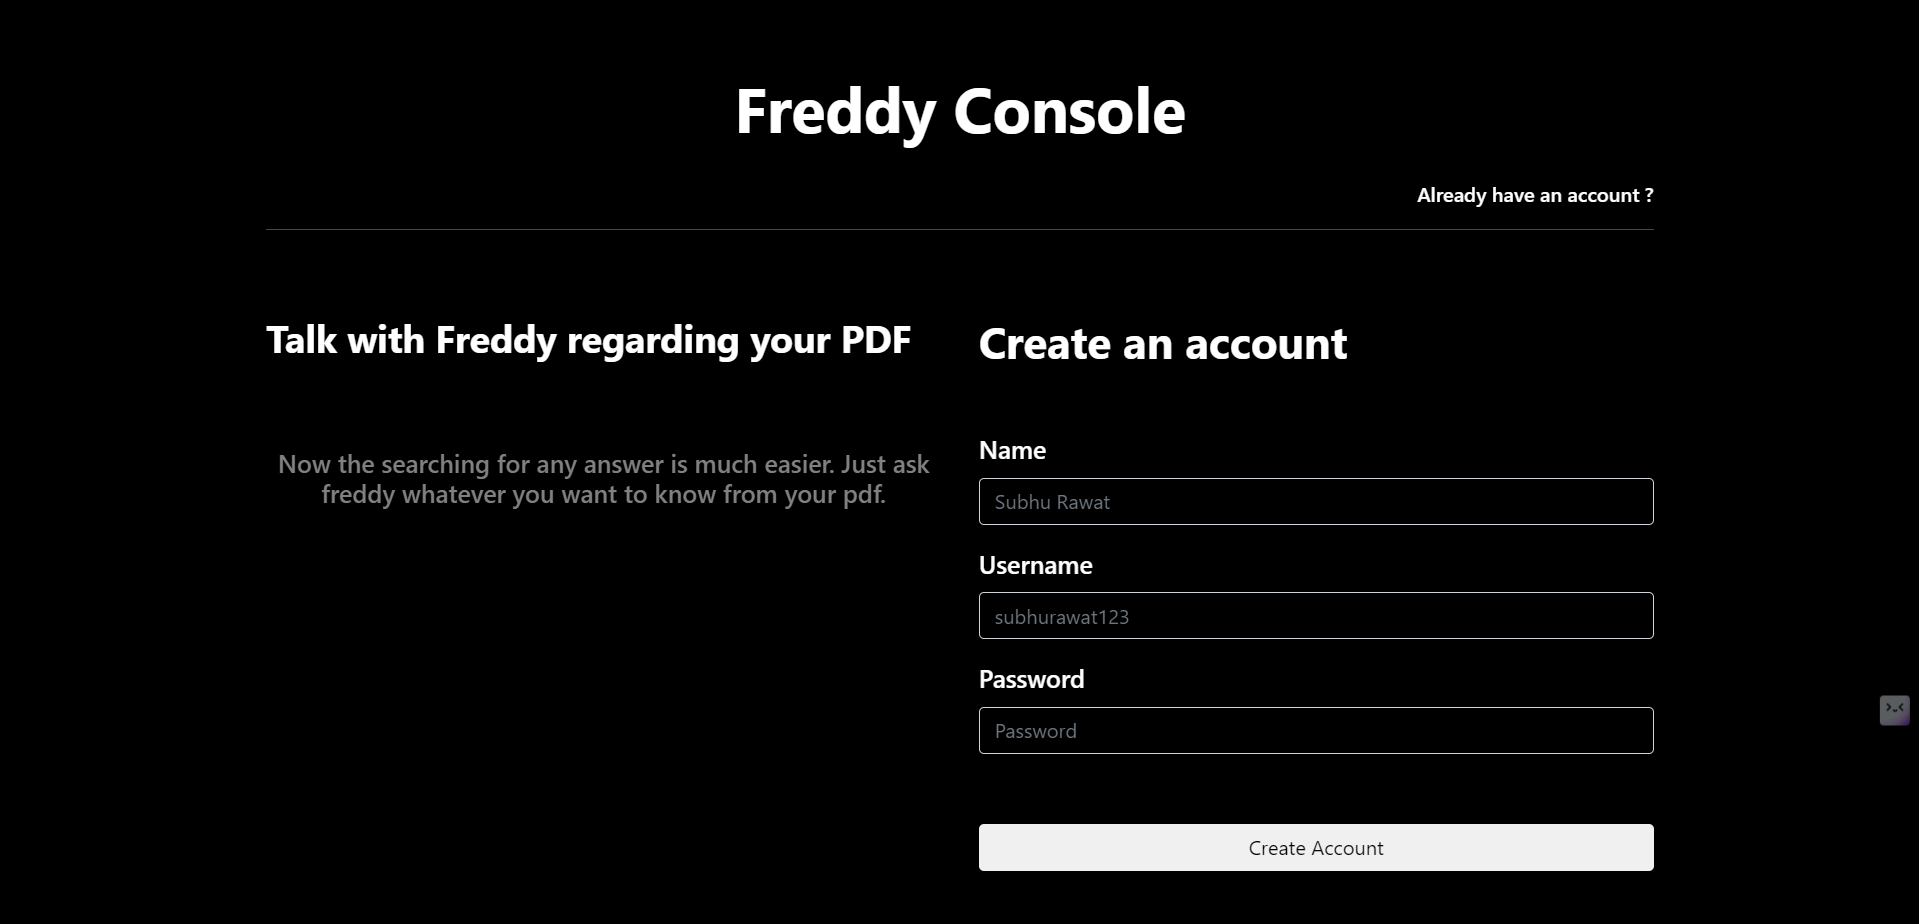 Freddy Console
Already have an account ?
Talk with Freddy regarding your PDF
Now the searching for any answer is much easier. Just ask
freddy whatever you want to know from your pdf.
Create an account
Name
Subhu Rawat
Username
subhurawat123
Password
Password
Create Account